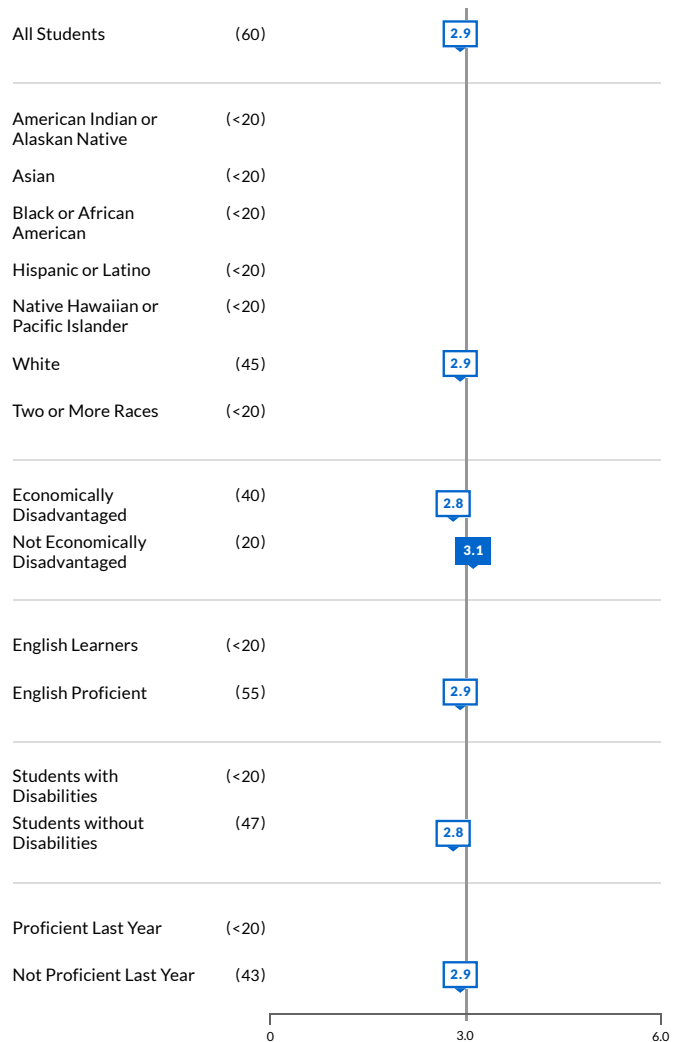 All Students (60) 2.9
American Indian or (<20)
Alaskan Native
Asian (<20)
Black or African (<20)
American
Hispanic or Latino (<20)
Native Hawaiian or (<20)
Pacific Islander
White (45) 2.9
Two or More Races (<20)
Economically (40) 2.8
Disadvantaged
Not Economically (20) 3.1
Disadvantaged
English Learners (<20)
English Proficient (55) 2.9
Students with (<20)
Disabilities
Students without (47) 2.8
Disabilities
Proficient Last Year (<20)
Not Proficient Last Year (43) 2.9
0 3.0 6.0